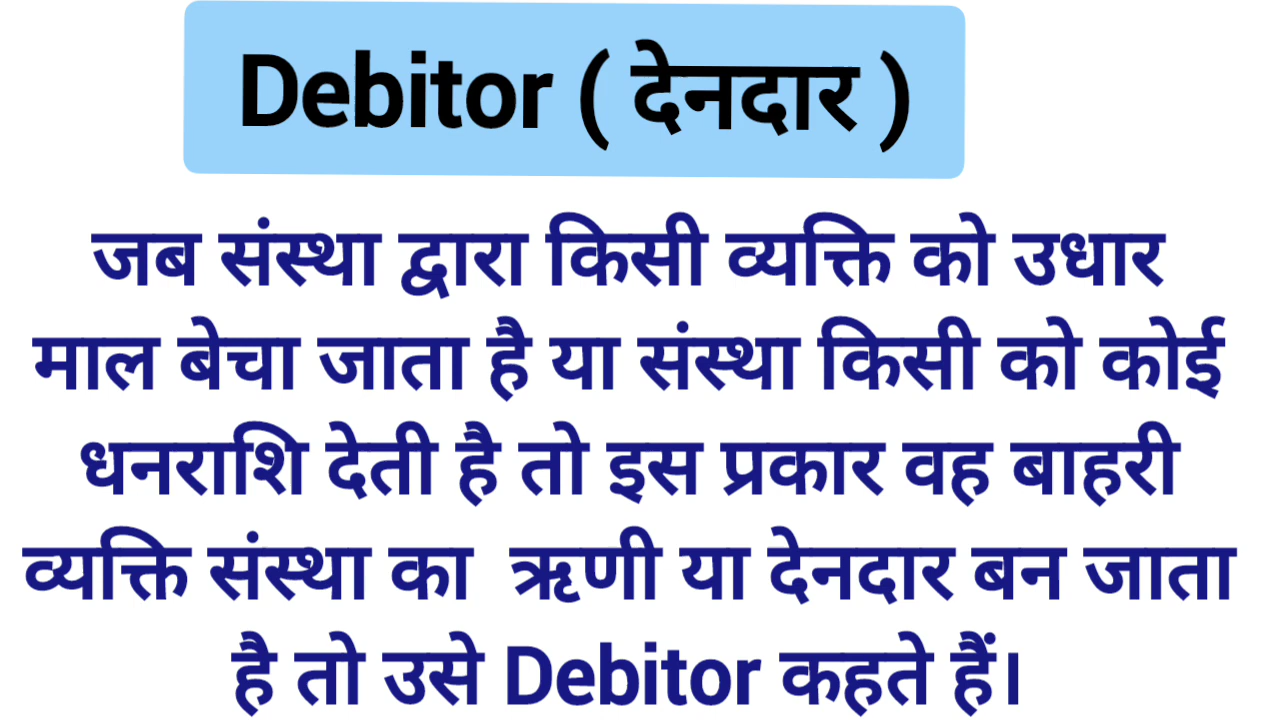 Debitor ( देनदार )
जब संस्था द्वारा किसी व्यक्ति को उधार
माल बेचा जाता है या संस्था किसी को कोई
धनराशि देती है तो इस प्रकार वह बाहरी
व्यक्ति संस्था का ऋणी या देनदार बन जाता
है तो उसे Debitor कहते हैं।